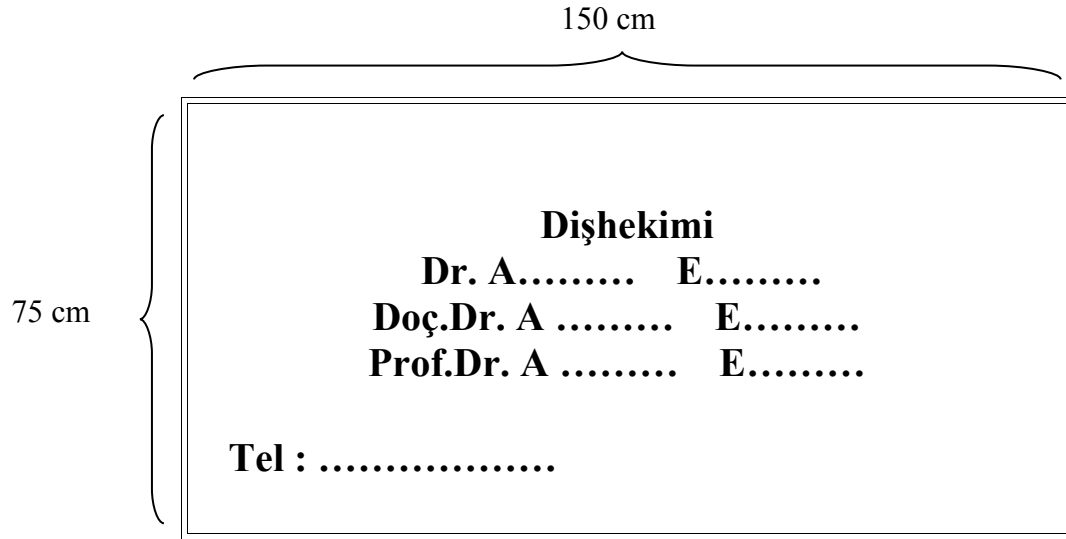 150 cm
Dişhekimi
Dr. A......... E.........
75 cm
Doç.Dr. A ......... E.........
Prof.Dr. A ......... E.........
Tel : ..................